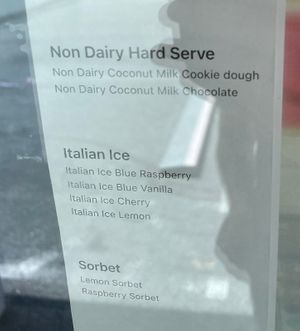 Non Dairy Hard Serve
Non Dairy Coconut Milk Cookie dough
Non Dairy Coconut Milk Chocolate
Italian Ice
Italian Ice Blue Raspberry
Italian Ice Blue Vanilla
Italian Ice Cherry
Italian Ice Lemon
Sorbet
Lemon Sorbet
Raspberry Sorbet